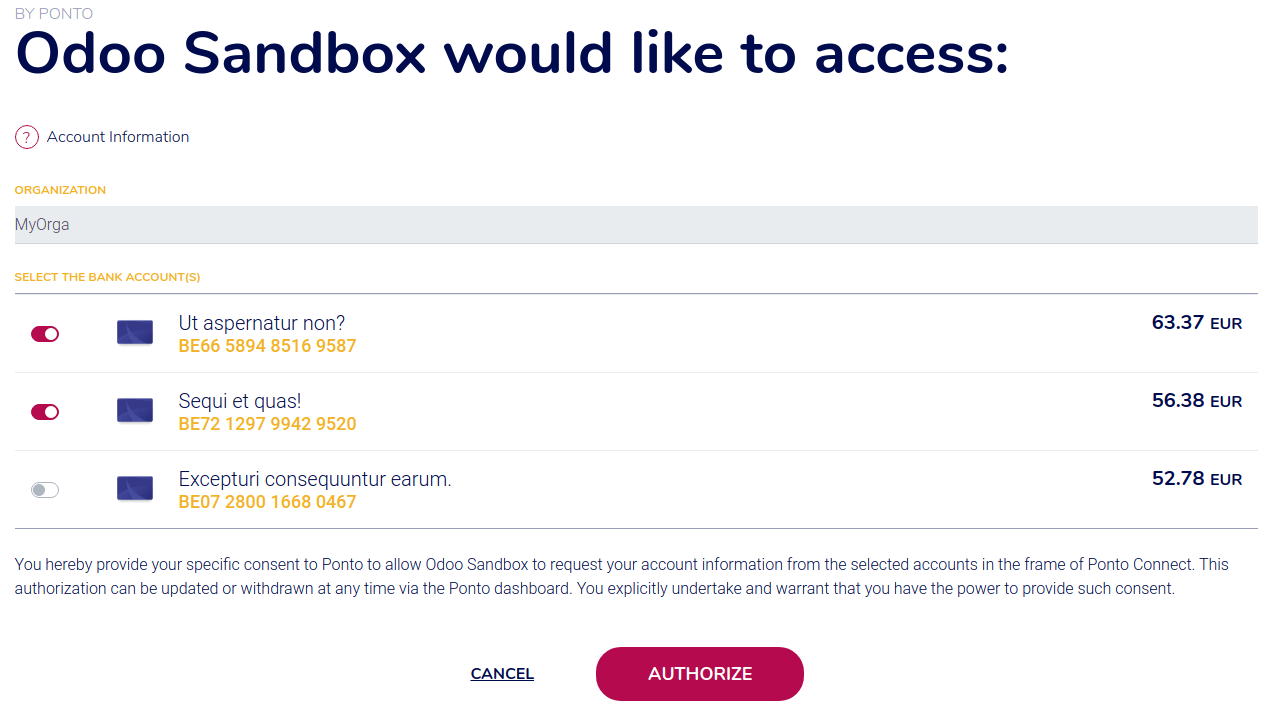 BY PONTO
Odoo Sandbox would like to access:
? Account Information
ORGANIZATION
MyOrga
SELECT THE BANK ACCOUNT(S)
Ut aspernatur non? 63.37 EUR
BE66 5894 8516 9587
Sequi et quas! 56.38 EUR
BE72 1297 9942 9520
Excepturi consequuntur earum. 52.78 EUR
BE07 2800 1668 0467
You hereby provide your specific consent to Ponto to allow Odoo Sandbox to request your account information from the selected accounts in the frame of Ponto Connect. This
authorization can be updated or withdrawn at any time via the Ponto dashboard. You explicitly undertake and warrant that you have the power to provide such consent.
CANCEL AUTHORIZE